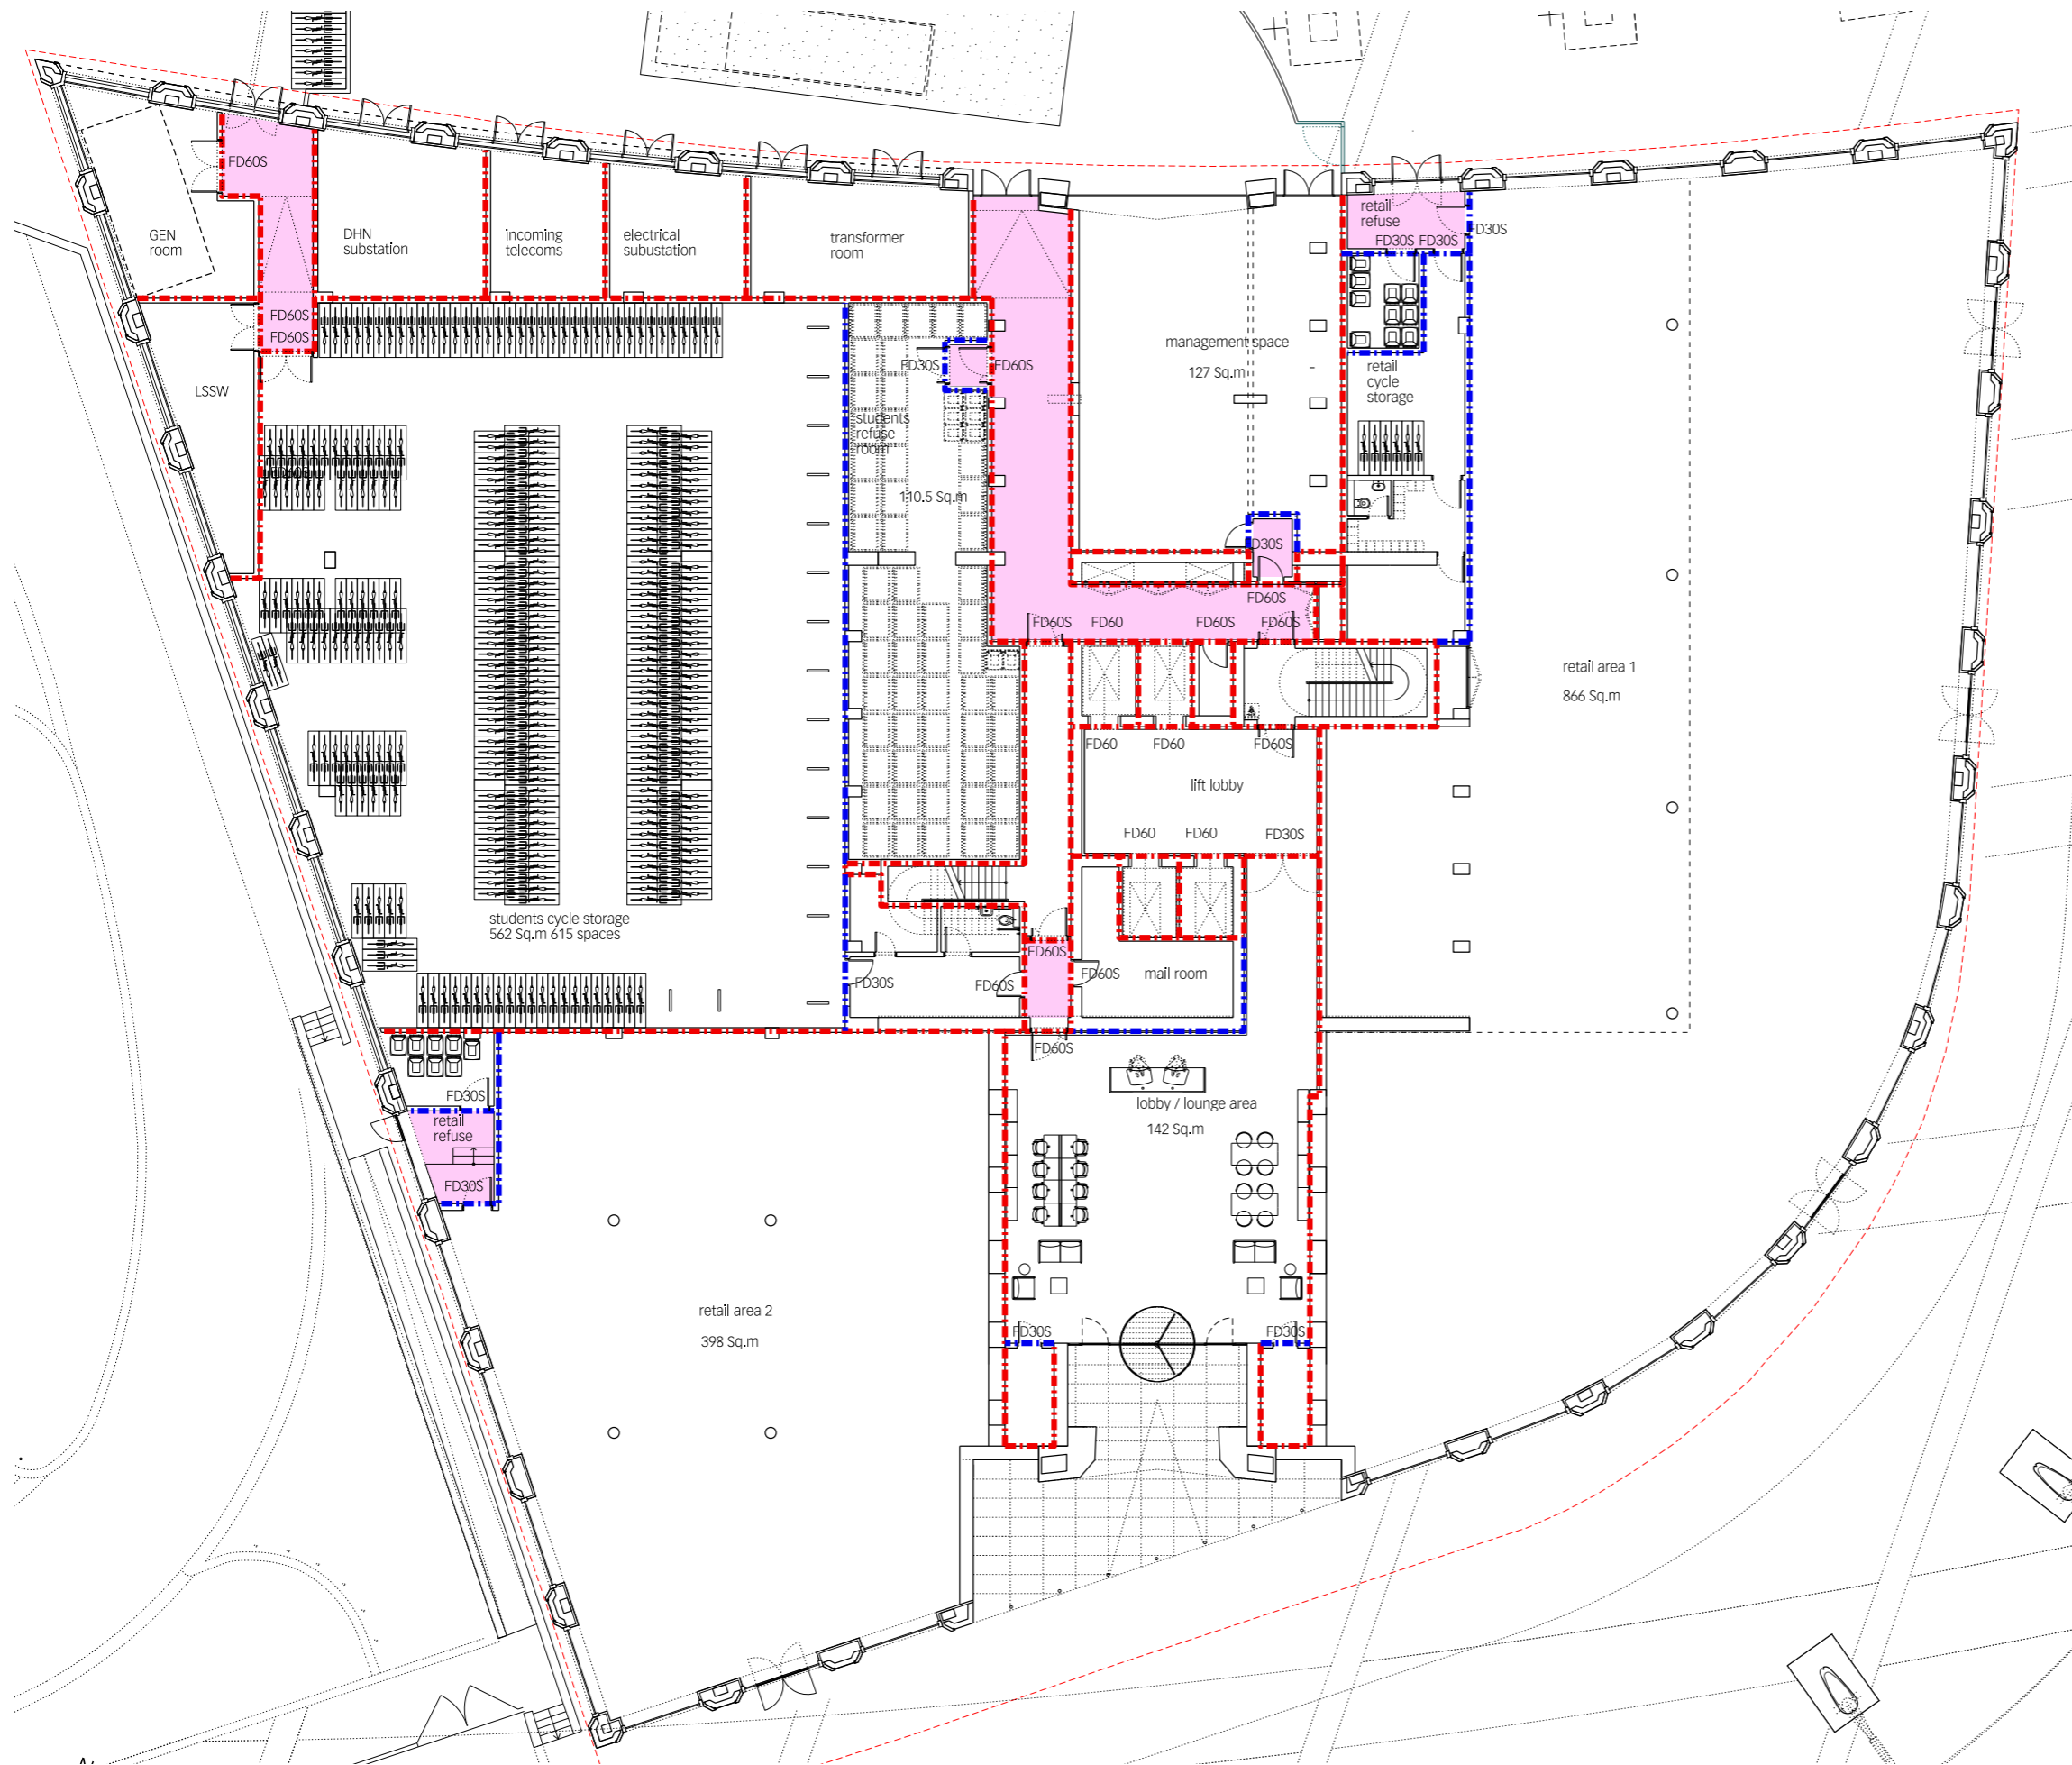 FD60S
GEN
room
DHN
substation
incoming
telecoms
electrical
subustation
transformer
room
retail
refuse
FD30S
FD30S
FD30S
FD60S
FD60S
LSSW
FD30S
FD60S
management space
127 Sq.m
retail
cycle
storage
students
refuse
room
110.5 Sq.m
D30S
FD60S
FD60S
FD60
FD60S
FD60S
retail area 1
866 Sq.m
FD60
FD60
FD60S
lift lobby
FD60
FD60
FD30S
students cycle storage
562 Sq.m 615 spaces
FD60S
FD30S
FD60S
FD60S
mail room
FD60S
FD30S
lobby / lounge area
142 Sq.m
retail
refuse
FD30S
retail area 2
398 Sq.m
FD30S
FD30S